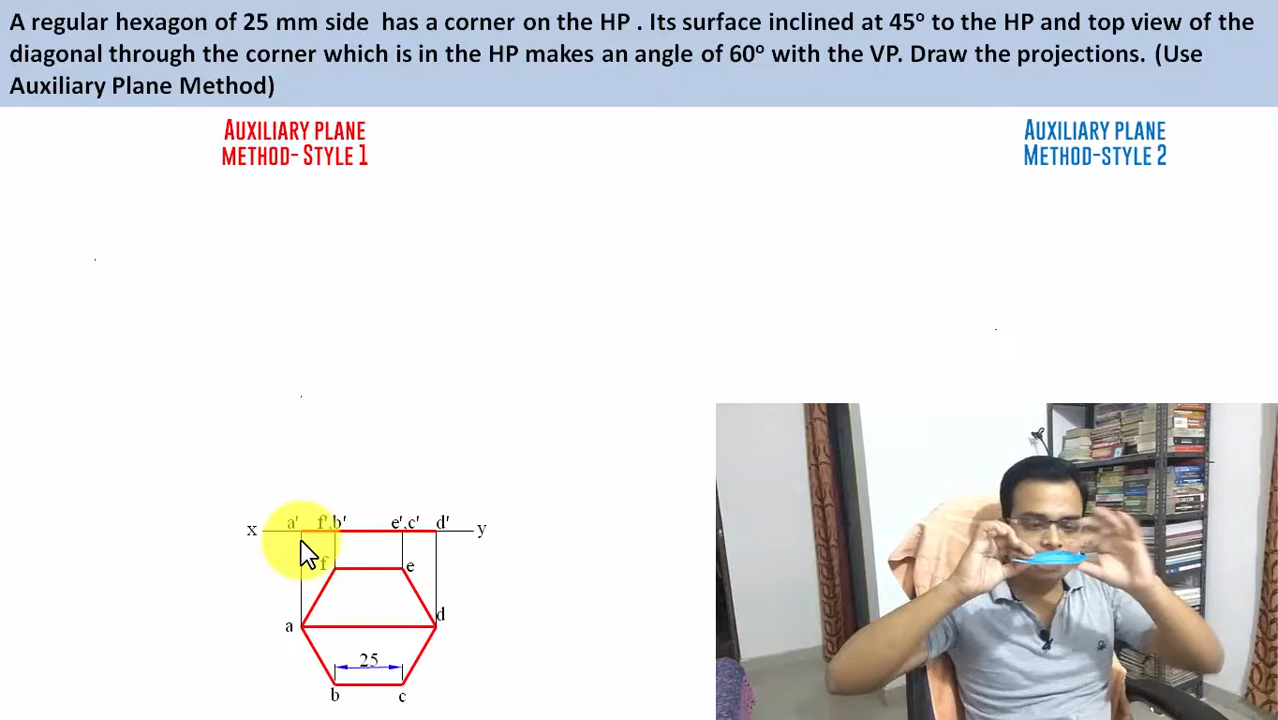 A regular hexagon of 25 mm side has a corner on the HP . Its surface inclined at 45º to the HP and top view of the
diagonal through the corner which is in the HP makes an angle of 60º with the VP. Draw the projections. (Use
Auxiliary Plane Method)
AUXILIARY PLANE
METHOD- STYLE 1
AUXILIARY PLANE
METHOD-STYLE 2
x a' f',b' e',c' d' y
f e
a d
25
b c